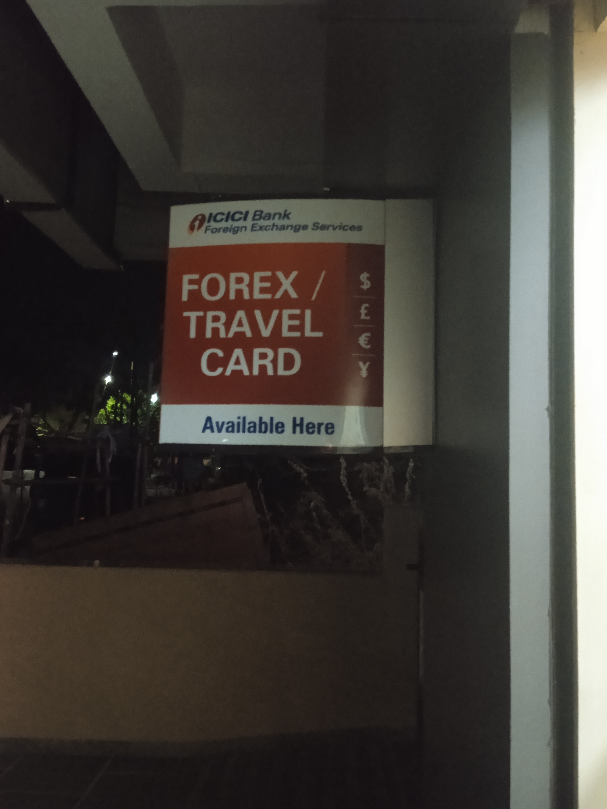 ICICI Bank
Foreign Exchange Services
FOREX /
TRAVEL
CARD
$
£
€
¥
Available Here